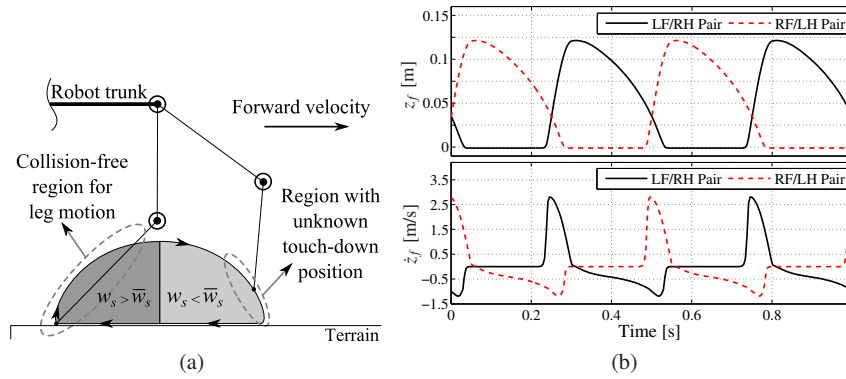 (a)
Robot trunk
Forward velocity
Collision-free
region for
leg motion
Region with
unknown
touch-down
position
w_s > w̅_s
w_s < w̅_s
Terrain
(b)
LF/RH Pair
RF/LH Pair
z_f [m]
0.15
0.1
0.05
0
LF/RH Pair
RF/LH Pair
ż_f [m/s]
3.5
2.5
1.5
0.5
−0.5
−1.5
0
0.2
0.4
0.6
0.8
Time [s]
(a)
(b)